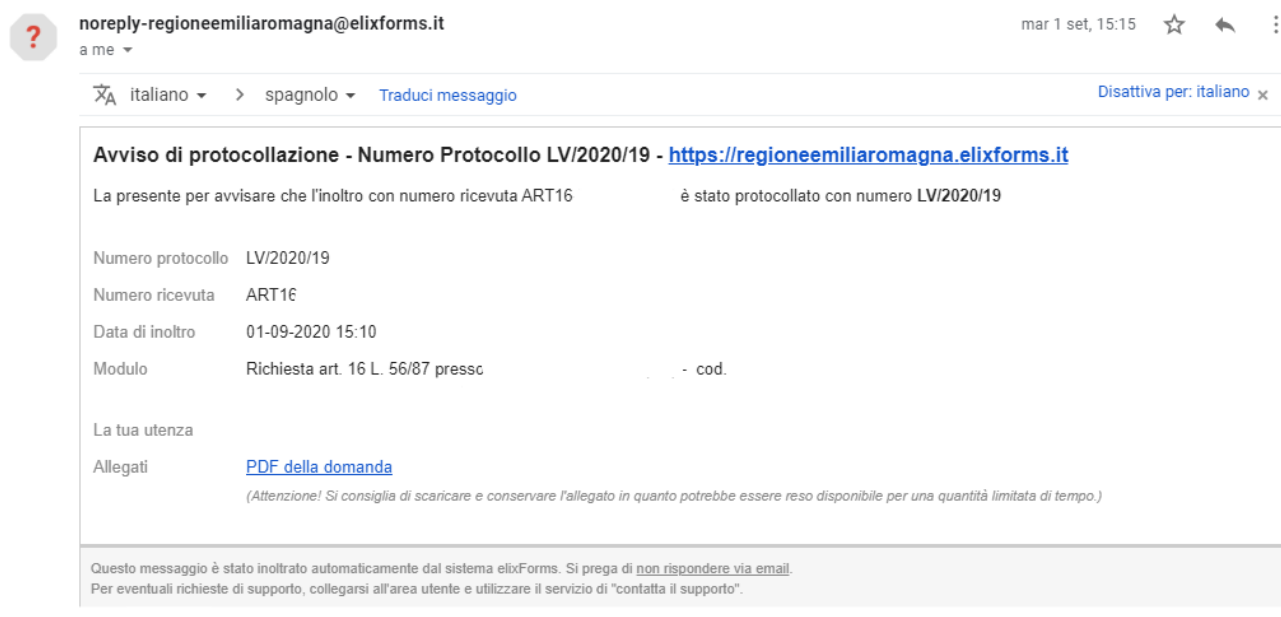 noreply-regioneemiliaromagna@elixforms.it mar 1 set, 15:15
a me
italiano > spagnolo Traduci messaggio Disattiva per: italiano x
Avviso di protocollazione - Numero Protocollo LV/2020/19 - https://regioneemiliaromagna.elixforms.it
La presente per avvisare che l'inoltro con numero ricevuta ART16 è stato protocollato con numero LV/2020/19
Numero protocollo LV/2020/19
Numero ricevuta ART16
Data di inoltro 01-09-2020 15:10
Modulo Richiesta art. 16 L. 56/87 presso - cod.
La tua utenza
Allegati PDF della domanda
(Attenzione! Si consiglia di scaricare e conservare l'allegato in quanto potrebbe essere reso disponibile per una quantità limitata di tempo.)
Questo messaggio è stato inoltrato automaticamente dal sistema elixForms. Si prega di non rispondere via email.
Per eventuali richieste di supporto, collegarsi all'area utente e utilizzare il servizio di "contatta il supporto".